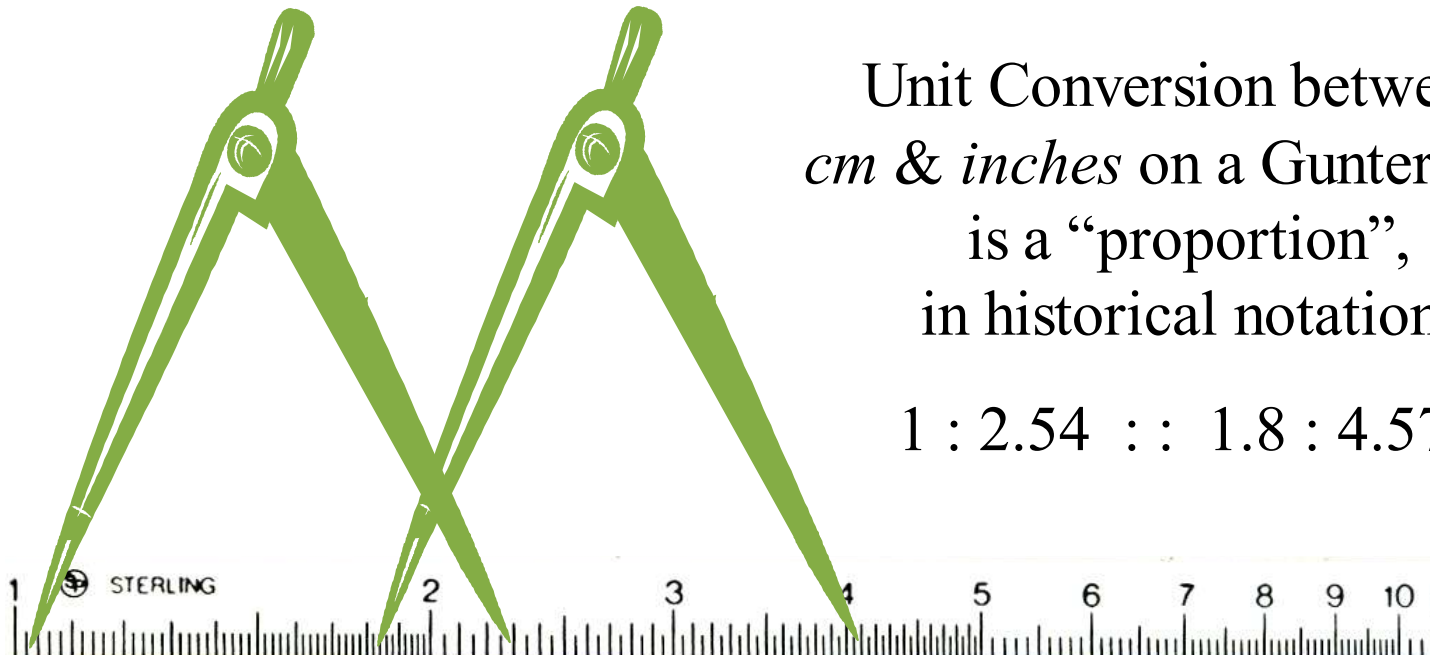 Unit Conversion betwe
cm & inches on a Gunter
is a “proportion”,
in historical notation
1 : 2.54 : : 1.8 : 4.57
STERLING
1 2 3 4 5 6 7 8 9 10